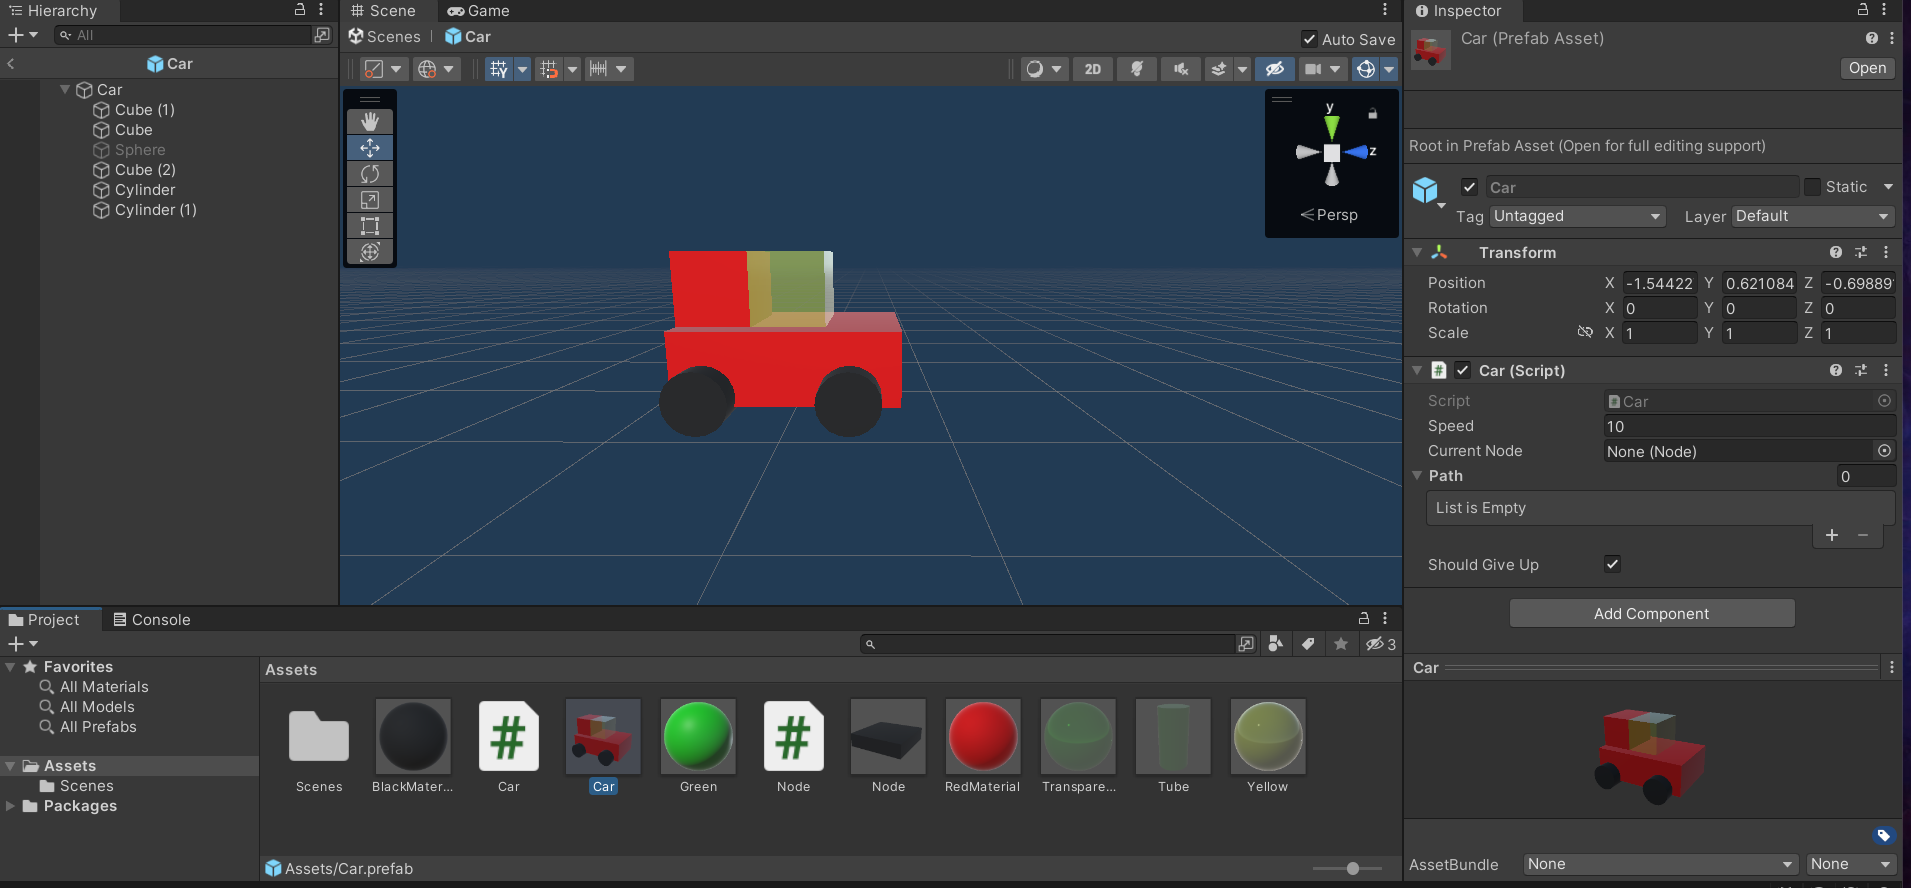 Hierarchy
All
Car
Car
Cube (1)
Cube
Sphere
Cube (2)
Cylinder
Cylinder (1)
Scene
Game
Scenes
Car
Auto Save
2D
y
z
Persp
Inspector
Car (Prefab Asset)
Open
Root in Prefab Asset (Open for full editing support)
Car
Static
Tag
Untagged
Layer
Default
Transform
Position X -1.54422 Y 0.621084 Z -0.69889
Rotation X 0 Y 0 Z 0
Scale X 1 Y 1 Z 1
Car (Script)
Script Car
Speed 10
Current Node None (Node)
Path 0
List is Empty
Should Give Up
Add Component
Car
AssetBundle None None
Project
Console
3
Favorites
All Materials
All Models
All Prefabs
Assets
Scenes
Packages
Assets
Scenes
BlackMater...
Car
Car
Green
Node
Node
RedMaterial
Transpare...
Tube
Yellow
Assets/Car.prefab